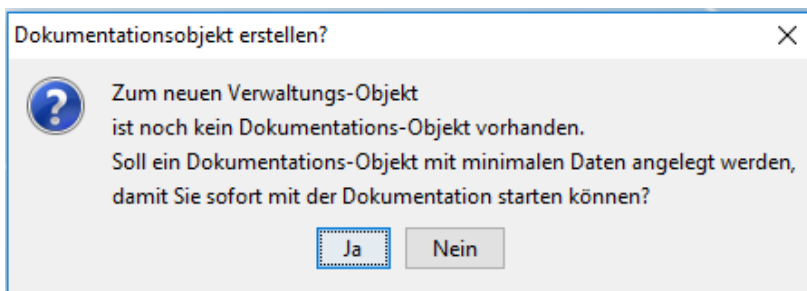 Dokumentationsobjekt erstellen?
Zum neuen Verwaltungs-Objekt
ist noch kein Dokumentations-Objekt vorhanden.
Soll ein Dokumentations-Objekt mit minimalen Daten angelegt werden,
damit Sie sofort mit der Dokumentation starten können?
Ja Nein